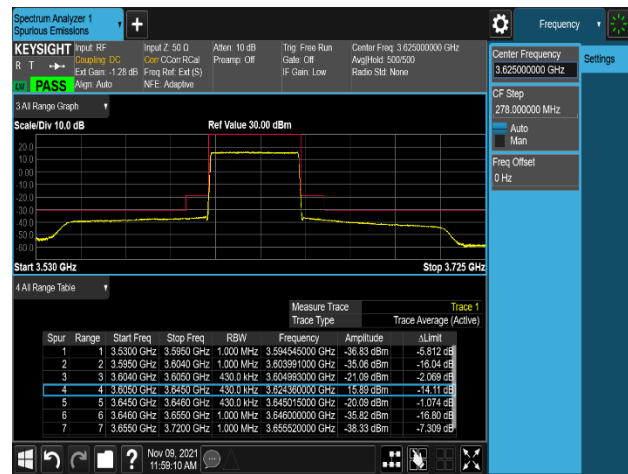 Spectrum Analyzer 1
Spurious Emissions
Frequency
KEYSIGHT
R T
LW PASS
Input: RF
Coupling: DC
Ext Gain: -1.28 dB
Align: Auto
Input Z: 50 Ω
Corr CCorr RCal
Freq Ref: Ext (S)
NFE: Adaptive
Atten: 10 dB
Preamp: Off
Trig: Free Run
Gate: Off
IF Gain: Low
Center Freq: 3.625000000 GHz
Avg|Hold: 500/500
Radio Std: None
Center Frequency
3.625000000 GHz
Settings
CF Step
278.000000 MHz
Auto
Man
Freq Offset
0 Hz
3 All Range Graph
Scale/Div 10.0 dB
Ref Value 30.00 dBm
20.0
10.0
0.00
-10.0
-20.0
-30.0
-40.0
-50.0
-60.0
Start 3.530 GHz
Stop 3.725 GHz
4 All Range Table
Measure Trace Trace 1
Trace Type Trace Average (Active)
Spur Range Start Freq Stop Freq RBW Frequency Amplitude ΔLimit
1 1 3.5300 GHz 3.5950 GHz 1.000 MHz 3.594545000 GHz -36.83 dBm -5.812 dB
2 2 3.5950 GHz 3.6040 GHz 1.000 MHz 3.603991000 GHz -35.06 dBm -16.04 dB
3 3 3.6040 GHz 3.6050 GHz 430.0 kHz 3.604993000 GHz -21.09 dBm -2.069 dB
4 4 3.6050 GHz 3.6450 GHz 430.0 kHz 3.624360000 GHz 15.89 dBm -14.11 dB
5 5 3.6450 GHz 3.6460 GHz 430.0 kHz 3.645015000 GHz -20.09 dBm -1.074 dB
6 6 3.6460 GHz 3.6550 GHz 1.000 MHz 3.646000000 GHz -35.82 dBm -16.80 dB
7 7 3.6550 GHz 3.7200 GHz 1.000 MHz 3.655520000 GHz -38.33 dBm -7.309 dB
?
Nov 09, 2021
11:59:10 AM